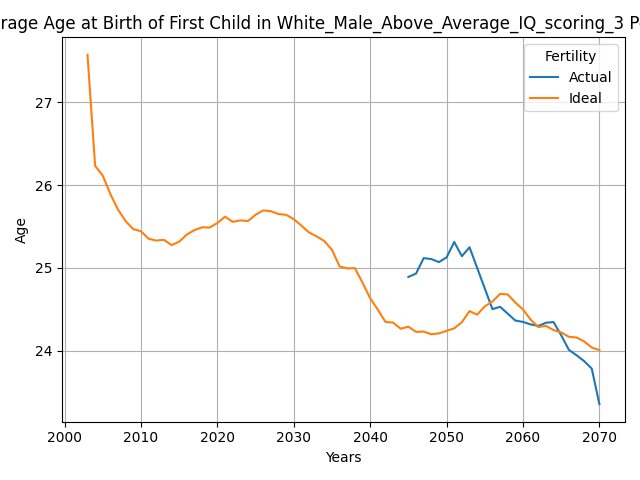 rage Age at Birth of First Child in White_Male_Above_Average_IQ_scoring_3 P
Fertility
Actual
Ideal
27
26
25
24
Age
2000 2010 2020 2030 2040 2050 2060 2070
Years